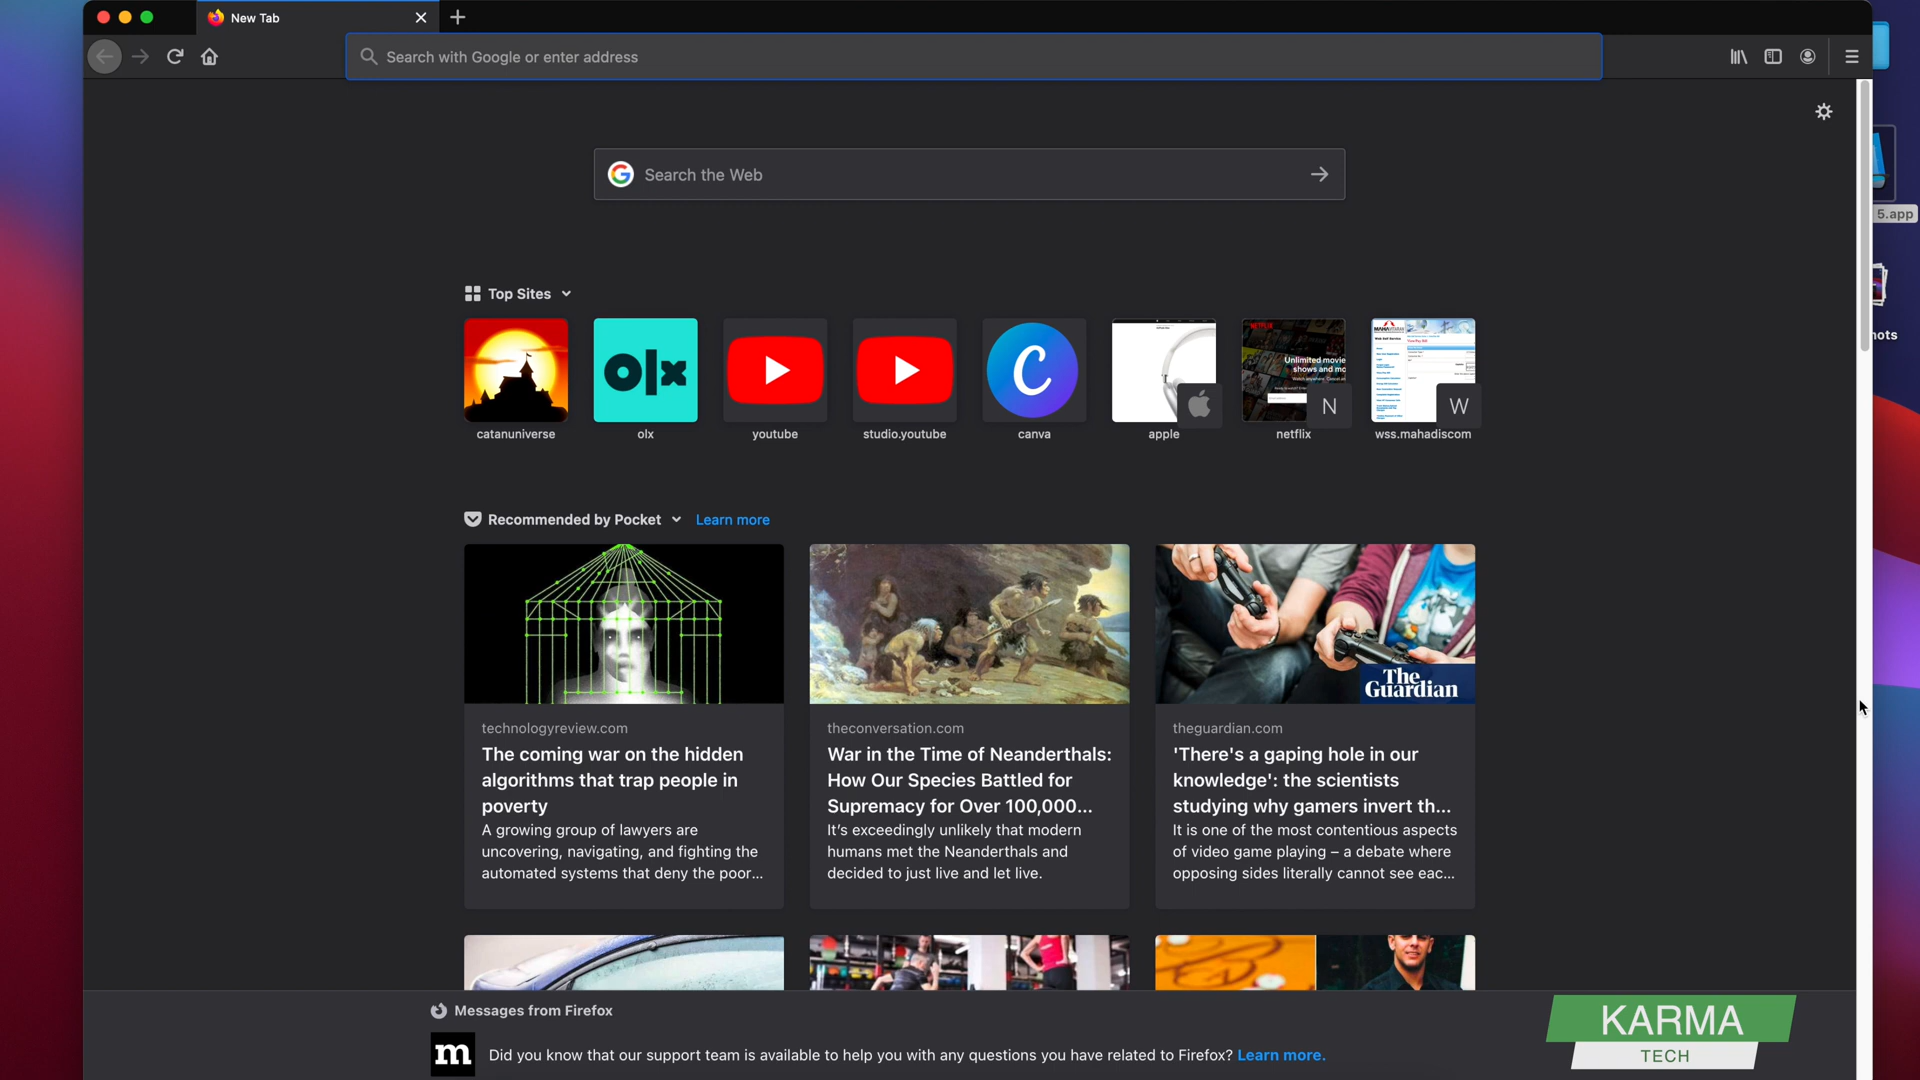 New Tab
Search with Google or enter address
Search the Web
5.app
Top Sites
olx
NETFLIX
Unlimited movie
shows and mo
N
W
catanuniverse
olx
youtube
studio.youtube
canva
apple
netflix
wss.mahadiscom
hots
Recommended by Pocket
Learn more
The
Guardian
technologyreview.com
The coming war on the hidden
algorithms that trap people in
poverty
A growing group of lawyers are
uncovering, navigating, and fighting the
automated systems that deny the poor...
theconversation.com
War in the Time of Neanderthals:
How Our Species Battled for
Supremacy for Over 100,000...
It's exceedingly unlikely that modern
humans met the Neanderthals and
decided to just live and let live.
theguardian.com
'There's a gaping hole in our
knowledge': the scientists
studying why gamers invert th...
It is one of the most contentious aspects
of video game playing – a debate where
opposing sides literally cannot see eac...
Messages from Firefox
m
Did you know that our support team is available to help you with any questions you have related to Firefox? Learn more.
KARMA
TECH